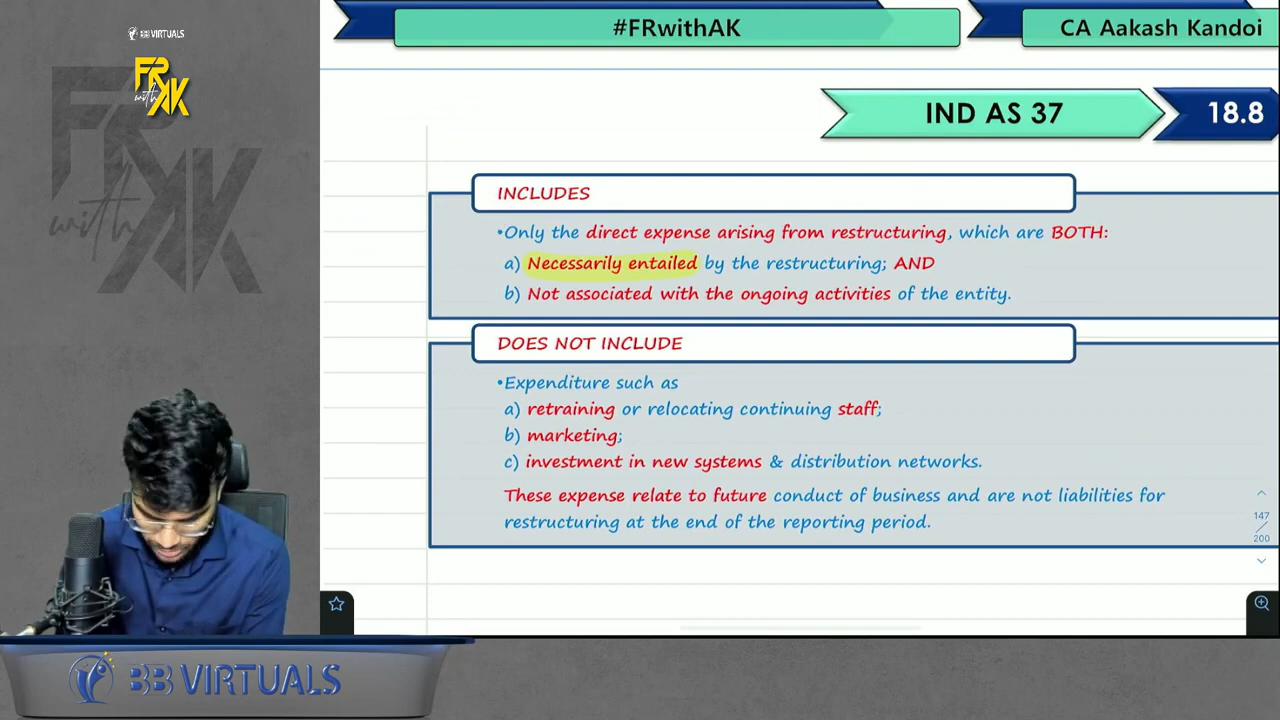 BB VIRTUALS
FR
with AK
FR
with AK
#FRwithAK
CA Aakash Kandoi
IND AS 37
18.8
INCLUDES
•Only the direct expense arising from restructuring, which are BOTH:
a) Necessarily entailed by the restructuring; AND
b) Not associated with the ongoing activities of the entity.
DOES NOT INCLUDE
•Expenditure such as
a) retraining or relocating continuing staff;
b) marketing;
c) investment in new systems & distribution networks.
These expense relate to future conduct of business and are not liabilities for
restructuring at the end of the reporting period.
147
200
BB VIRTUALS